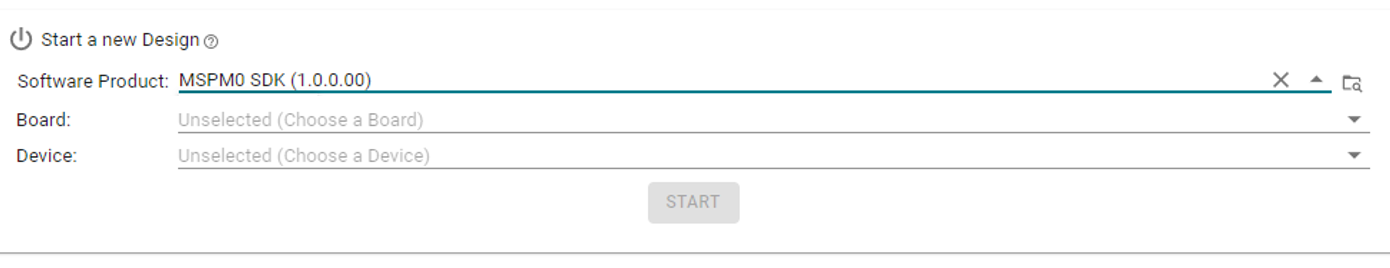 Start a new Design
Software Product: MSPM0 SDK (1.0.0.00)
Board: Unselected (Choose a Board)
Device: Unselected (Choose a Device)
START